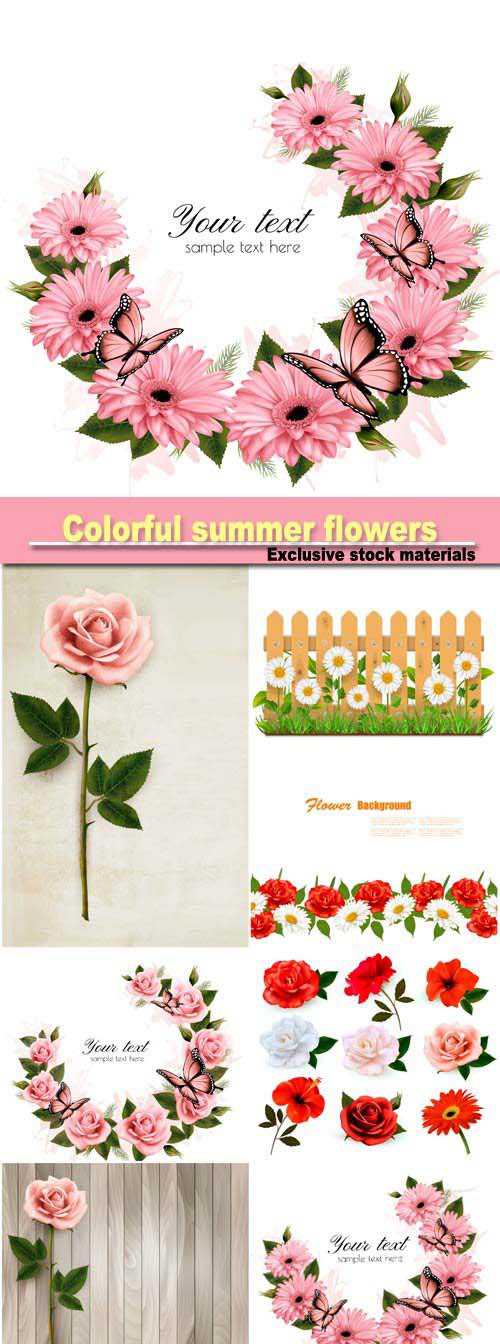 Your text
sample text here
Colorful summer flowers
Exclusive stock materials
Flower Background
Your text
sample text here
Your text
sample text here